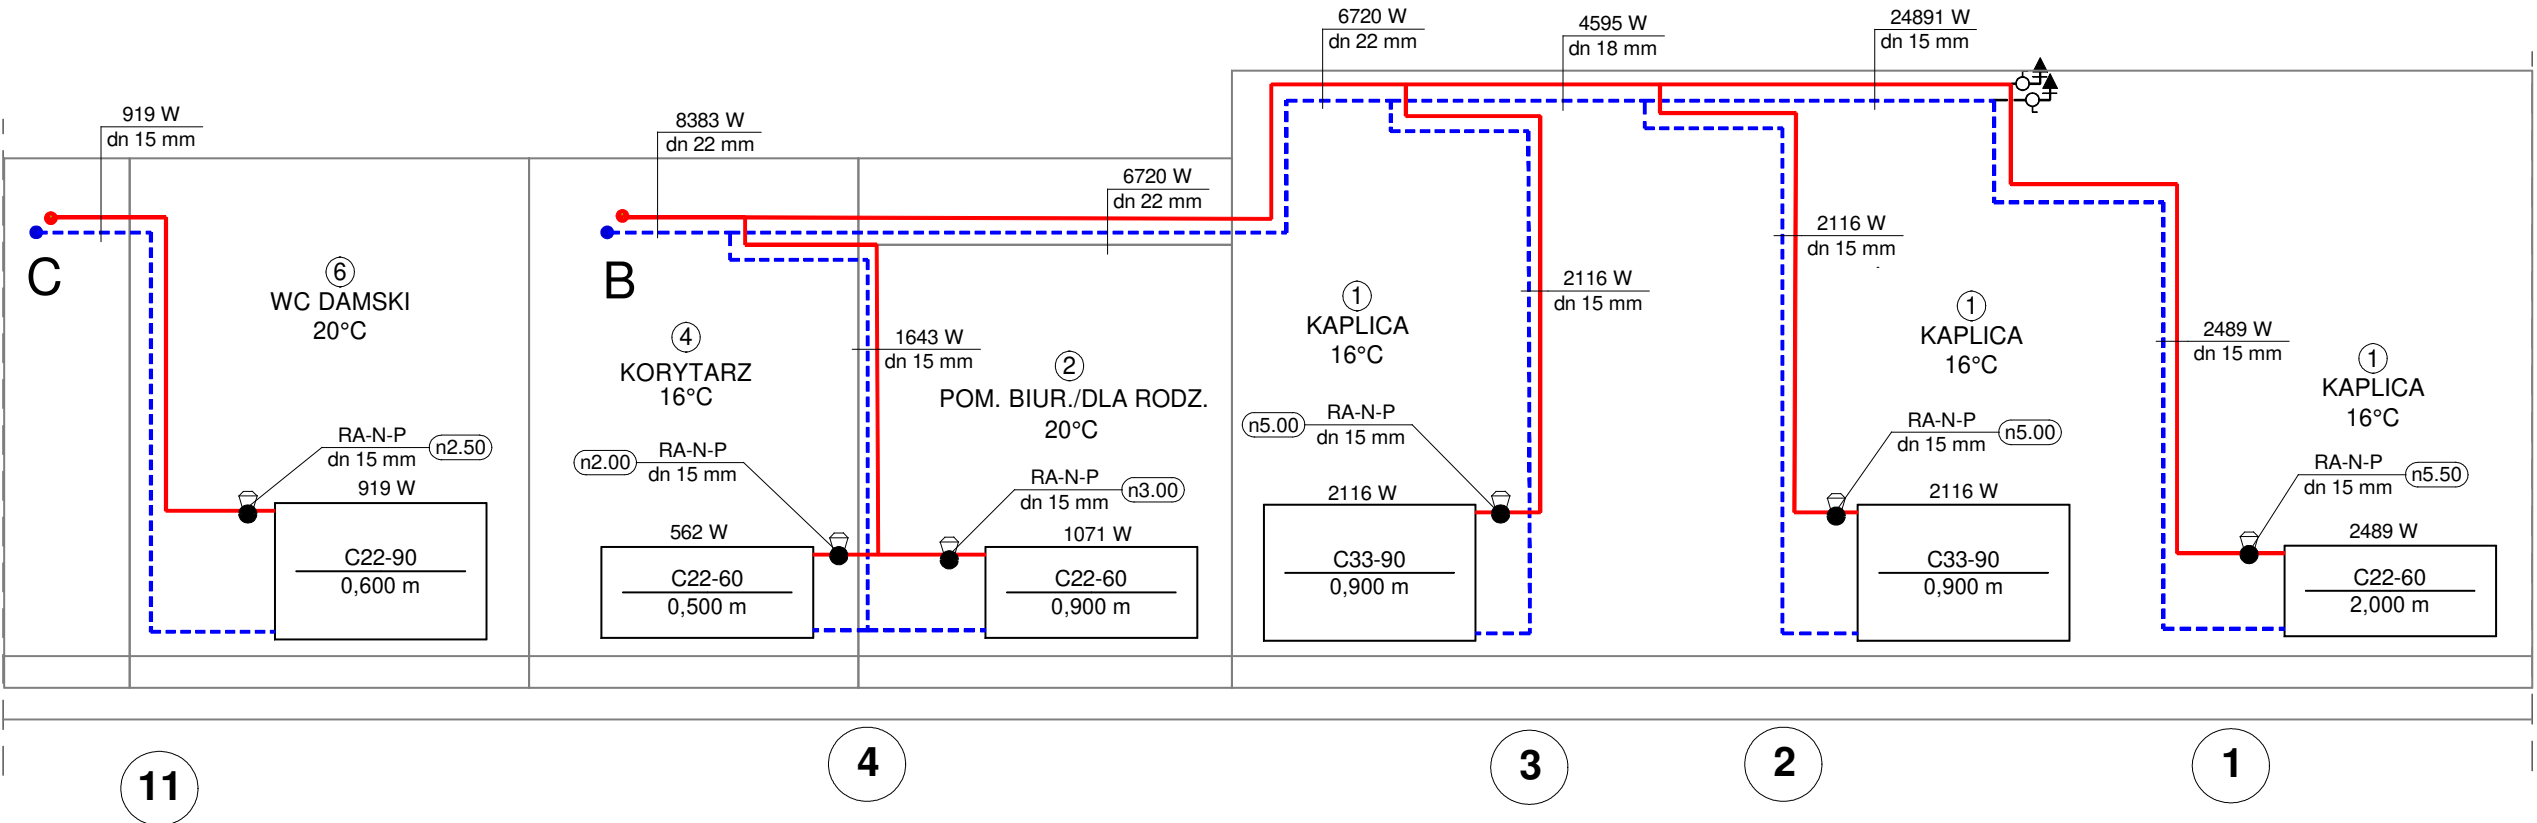 6720 W
dn 22 mm
4595 W
dn 18 mm
24891 W
dn 15 mm
919 W
dn 15 mm
8383 W
dn 22 mm
6720 W
dn 22 mm
C
6
WC DAMSKI
20°C
B
4
KORYTARZ
16°C
1643 W
dn 15 mm
2
POM. BIUR./DLA RODZ.
20°C
1
KAPLICA
16°C
2116 W
dn 15 mm
2116 W
dn 15 mm
1
KAPLICA
16°C
2489 W
dn 15 mm
1
KAPLICA
16°C
RA-N-P
dn 15 mm
n2.50
919 W
C22-90
0,600 m
n2.00
RA-N-P
dn 15 mm
562 W
C22-60
0,500 m
RA-N-P
dn 15 mm
n3.00
1071 W
C22-60
0,900 m
n5.00
RA-N-P
dn 15 mm
2116 W
C33-90
0,900 m
RA-N-P
dn 15 mm
n5.00
2116 W
C33-90
0,900 m
RA-N-P
dn 15 mm
n5.50
2489 W
C22-60
2,000 m
11
4
3
2
1